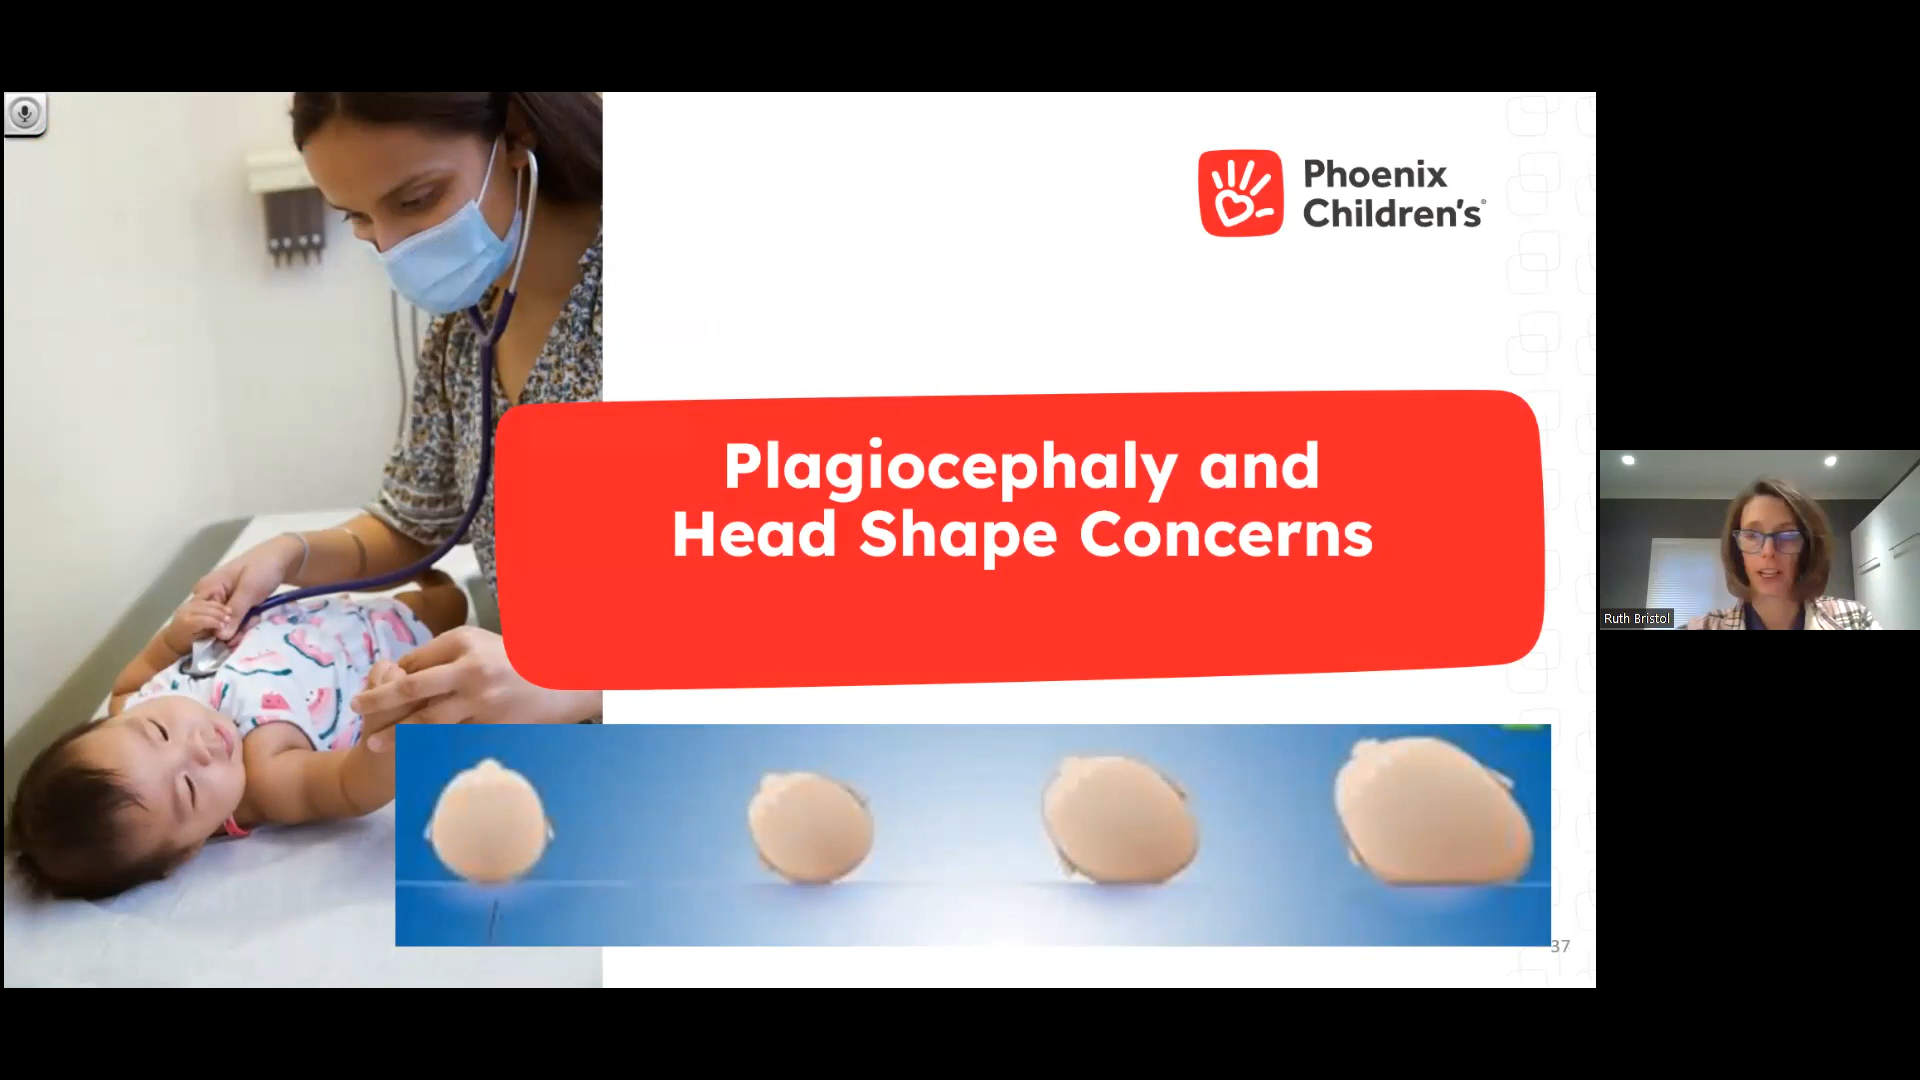 Phoenix
Children's
Plagiocephaly and
Head Shape Concerns
Ruth Bristol
37